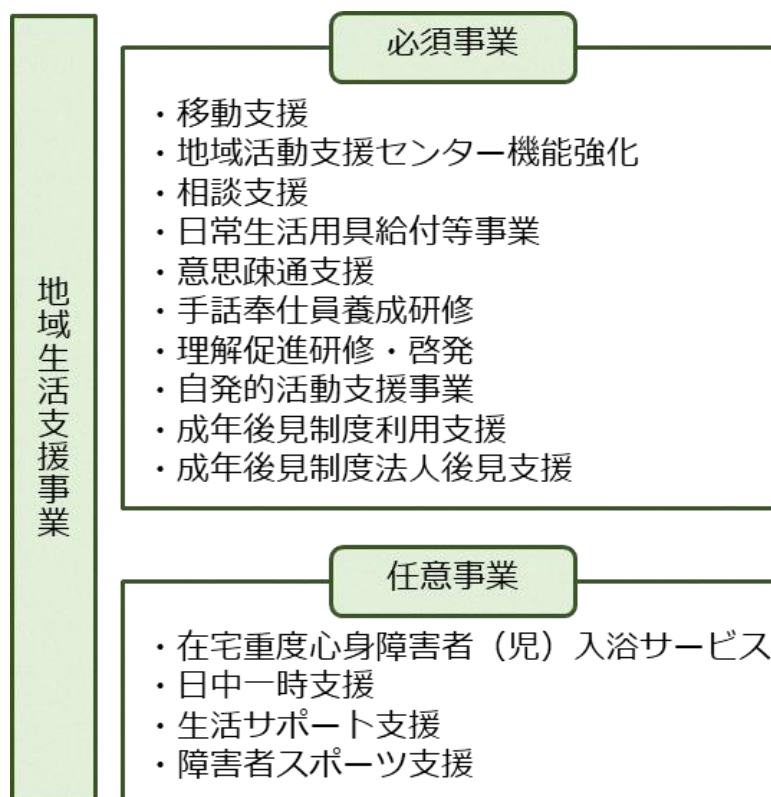 地域生活支援事業
必須事業
・移動支援
・地域活動支援センター機能強化
・相談支援
・日常生活用具給付等事業
・意思疎通支援
・手話奉仕員養成研修
・理解促進研修・啓発
・自発的活動支援事業
・成年後見制度利用支援
・成年後見制度法人後見支援
任意事業
・在宅重度心身障害者（児）入浴サービス
・日中一時支援
・生活サポート支援
・障害者スポーツ支援